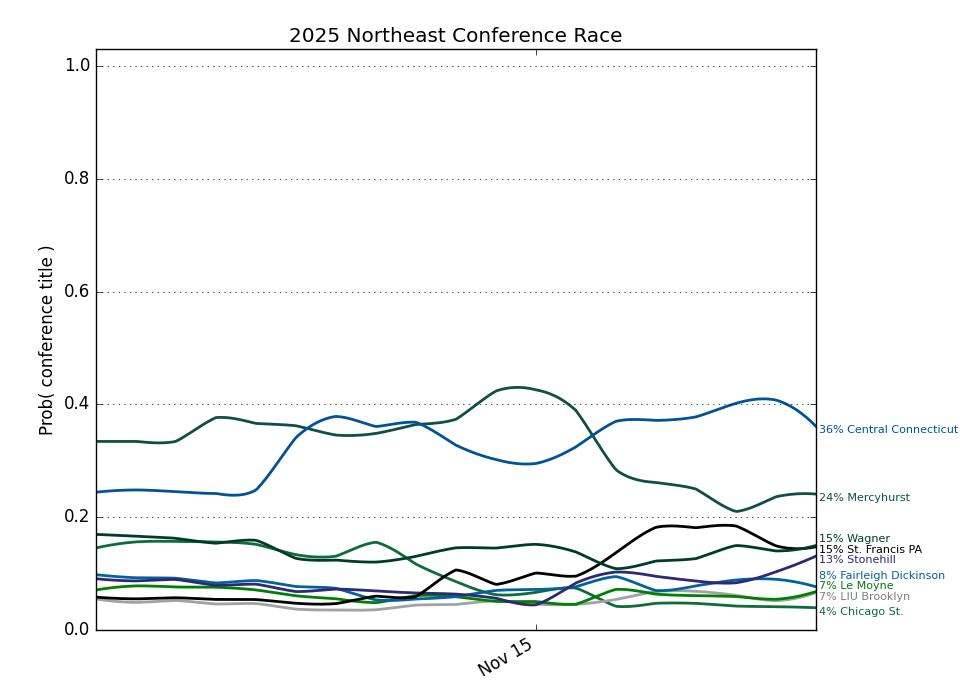 2025 Northeast Conference Race
Prob( conference title )
1.0
0.8
0.6
0.4
0.2
0.0
Nov 15
36% Central Connecticut
24% Mercyhurst
15% Wagner
15% St. Francis PA
13% Stonehill
8% Fairleigh Dickinson
7% Le Moyne
7% LIU Brooklyn
4% Chicago St.